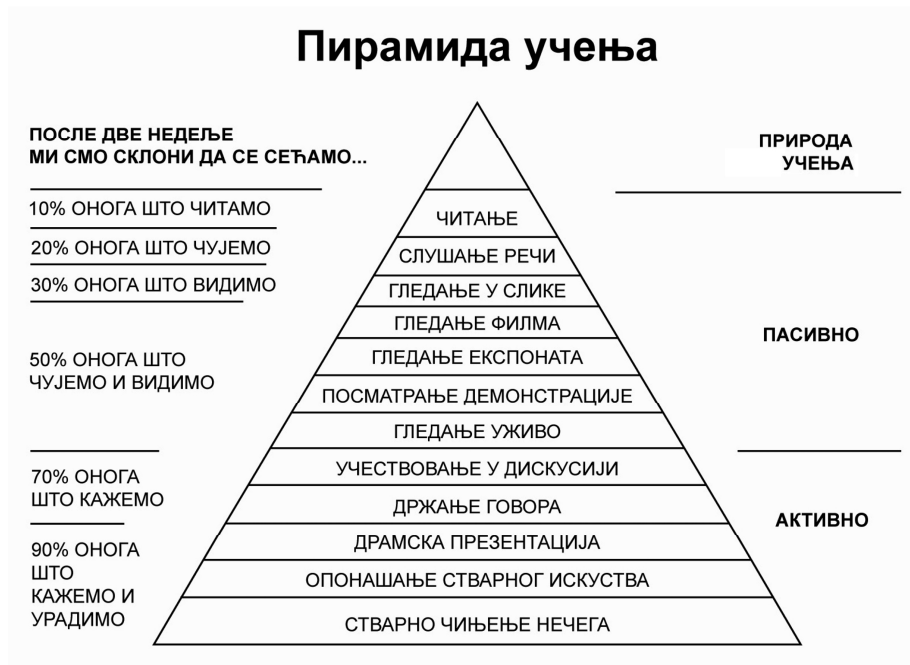 Пирамида учења
ПОСЛЕ ДВЕ НЕДЕЉЕ
МИ СМО СКЛОНИ ДА СЕ СЕЋАМО...
10% ОНОГА ШТО ЧИТАМО
20% ОНОГА ШТО ЧУЈЕМО
30% ОНОГА ШТО ВИДИМО
50% ОНОГА ШТО
ЧУЈЕМО И ВИДИМО
70% ОНОГА
ШТО КАЖЕМО
90% ОНОГА
ШТО
КАЖЕМО И
УРАДИМО
ЧИТАЊЕ
СЛУШАЊЕ РЕЧИ
ГЛЕДАЊЕ У СЛИКЕ
ГЛЕДАЊЕ ФИЛМА
ГЛЕДАЊЕ ЕКСПОНАТА
ПОСМАТРАЊЕ ДЕМОНСТРАЦИЈЕ
ГЛЕДАЊЕ УЖИВО
УЧЕСТВОВАЊЕ У ДИСКУСИЈИ
ДРЖАЊЕ ГОВОРА
ДРАМСКА ПРЕЗЕНТАЦИЈА
ОПОНАШАЊЕ СТВАРНОГ ИСКУСТВА
СТВАРНО ЧИЊЕЊЕ НЕЧЕГА
ПРИРОДА
УЧЕЊА
ПАСИВНО
АКТИВНО